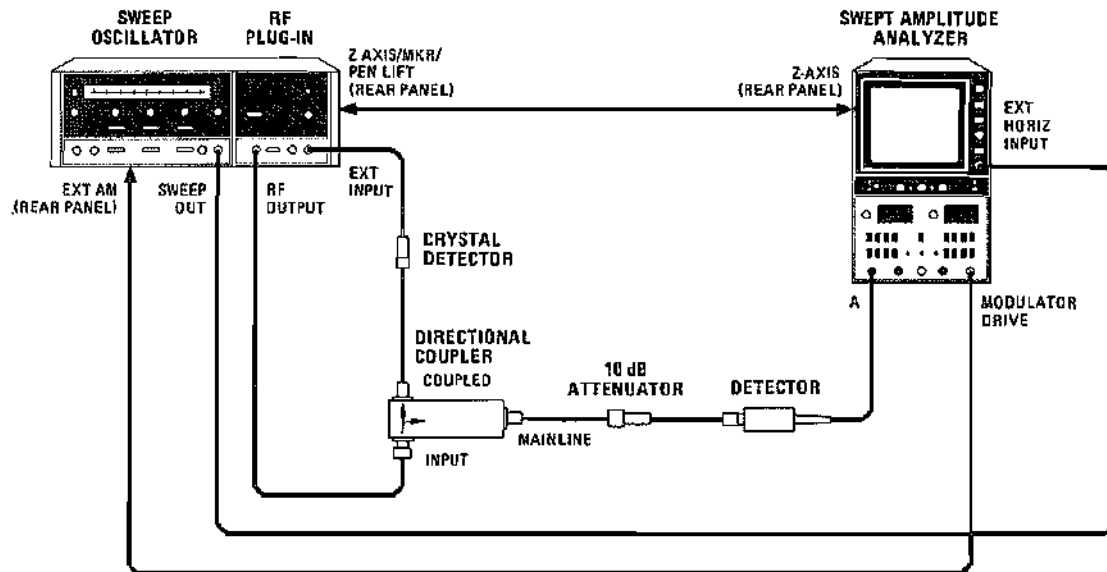 SWEEP
OSCILLATOR
RF
PLUG-IN
Z AXIS/MKR/
PEN LIFT
(REAR PANEL)
SWEPT AMPLITUDE
ANALYZER
Z-AXIS
(REAR PANEL)
EXT
HORIZ
INPUT
EXT AM
(REAR PANEL)
SWEEP
OUT
RF
OUTPUT
EXT
INPUT
CRYSTAL
DETECTOR
A
MODULATOR
DRIVE
DIRECTIONAL
COUPLER
COUPLED
10 dB
ATTENUATOR
DETECTOR
MAINLINE
INPUT